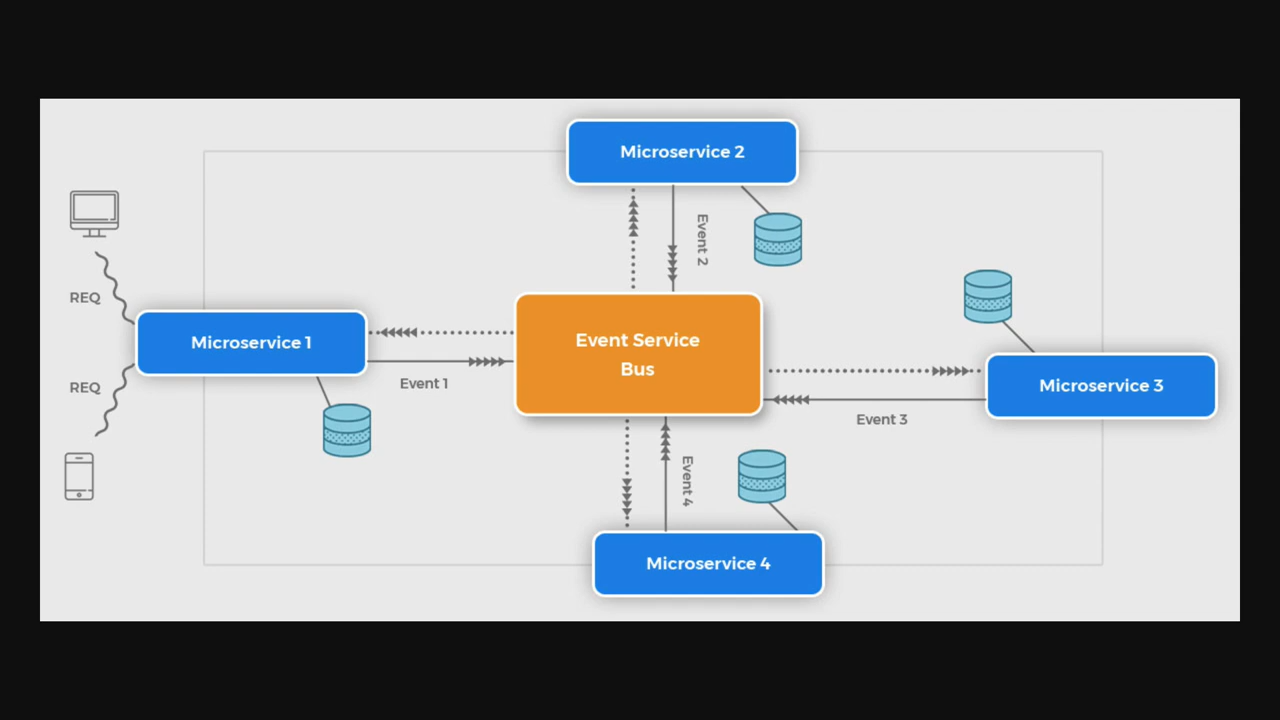 Microservice 2
Event 2
REQ
Microservice 1
Event Service
Bus
REQ
Event 1
Microservice 3
Event 3
Event 4
Microservice 4